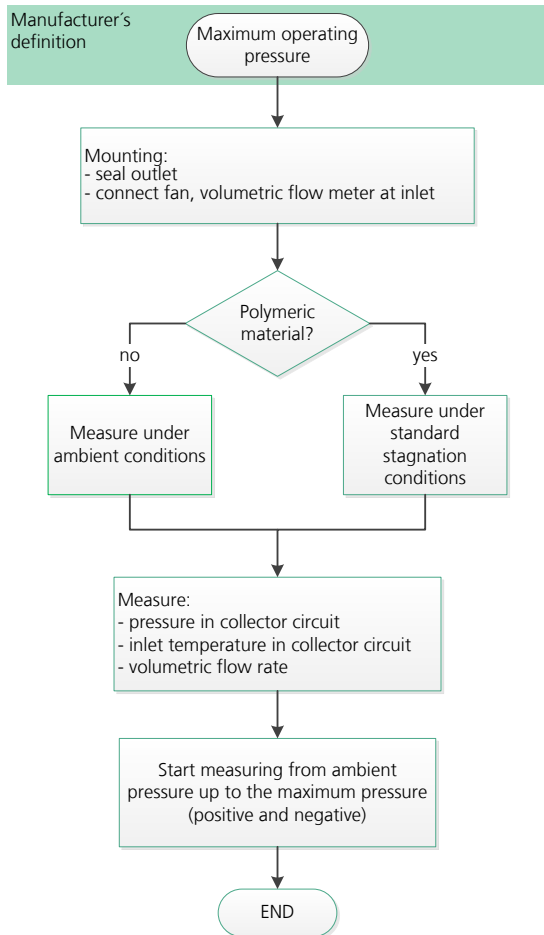 Manufacturer´s
definition
Maximum operating
pressure
Mounting:
- seal outlet
- connect fan, volumetric flow meter at inlet
Polymeric
material?
no
yes
Measure under
ambient conditions
Measure under
standard
stagnation
conditions
Measure:
- pressure in collector circuit
- inlet temperature in collector circuit
- volumetric flow rate
Start measuring from ambient
pressure up to the maximum pressure
(positive and negative)
END